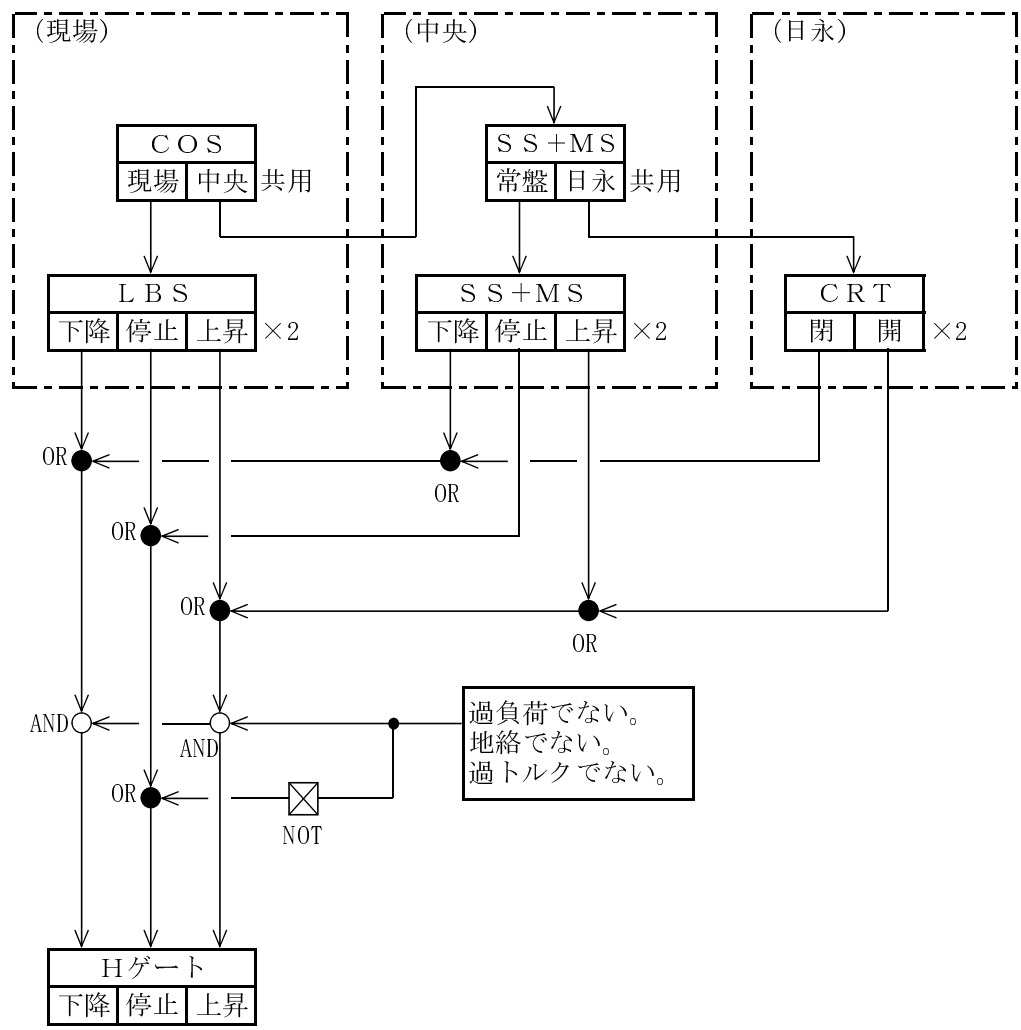 （現場）
（中央）
（日永）
ＣＯＳ
現場 中央 共用
ＳＳ＋ＭＳ
常盤 日永 共用
ＬＢＳ
下降 停止 上昇 ×２
ＳＳ＋ＭＳ
下降 停止 上昇 ×２
ＣＲＴ
閉 開 ×２
OR
OR
OR
OR
OR
AND
AND
過負荷でない。
地絡でない。
過トルクでない。
OR
NOT
Ｈゲート
下降 停止 上昇